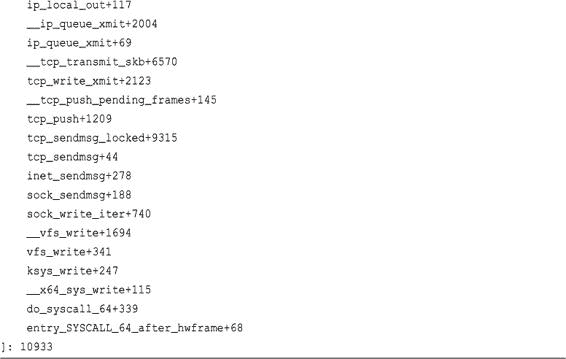 ip_local_out+117
__ip_queue_xmit+2004
ip_queue_xmit+69
__tcp_transmit_skb+6570
tcp_write_xmit+2123
__tcp_push_pending_frames+145
tcp_push+1209
tcp_sendmsg_locked+9315
tcp_sendmsg+44
inet_sendmsg+278
sock_sendmsg+188
sock_write_iter+740
__vfs_write+1694
vfs_write+341
ksys_write+247
__x64_sys_write+115
do_syscall_64+339
entry_SYSCALL_64_after_hwframe+68
]: 10933